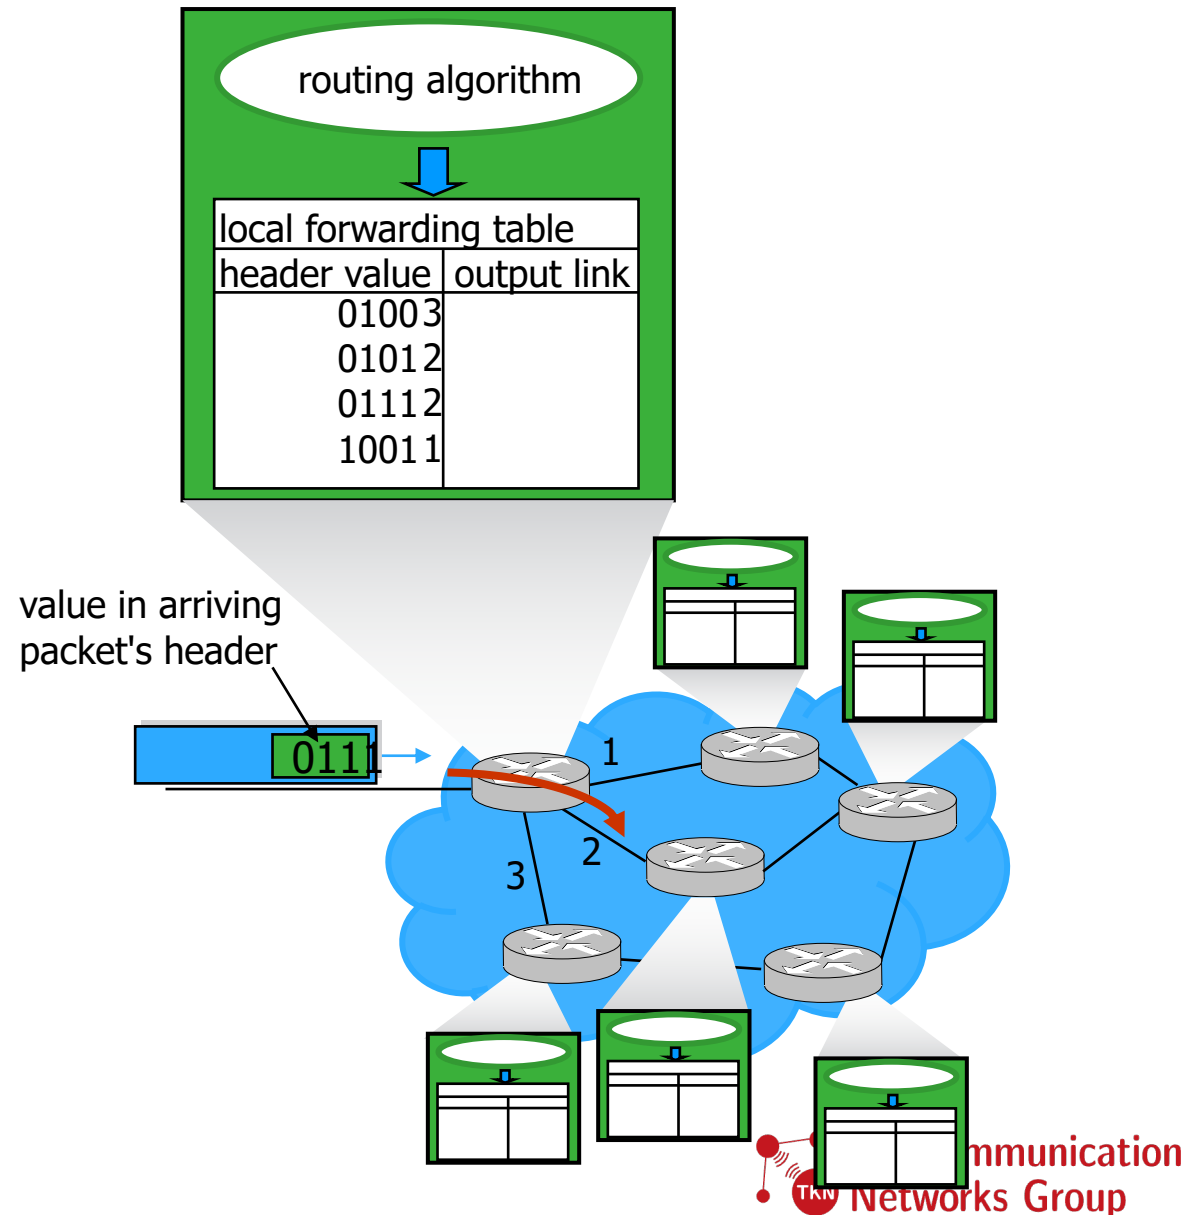 routing algorithm
local forwarding table
header value output link
0100 3
0101 2
0111 2
1001 1
value in arriving
packet's header
0111
1
2
3
TKN
Networks Group